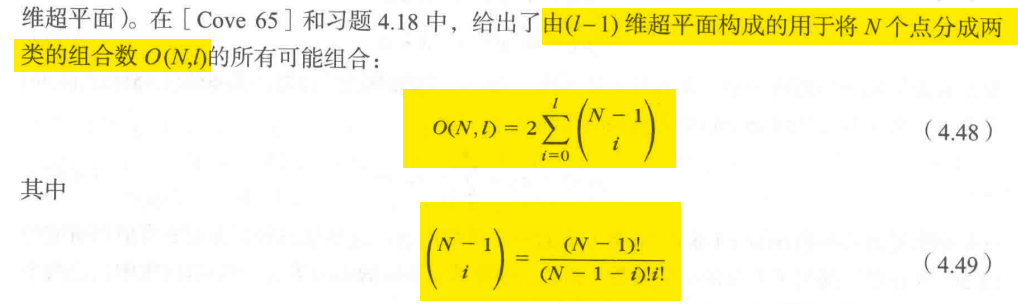 维超平面)。在[Cove 65]和习题 4.18 中，给出了由(l−1)维超平面构成的用于将 N 个点分成两
类的组合数 O(N,l)的所有可能组合：
O(N, l) = 2 \sum_{i=0}^{l} \binom{N-1}{i} (4.48)
其中
\binom{N-1}{i} = \frac{(N-1)!}{(N-1-i)!i!} (4.49)